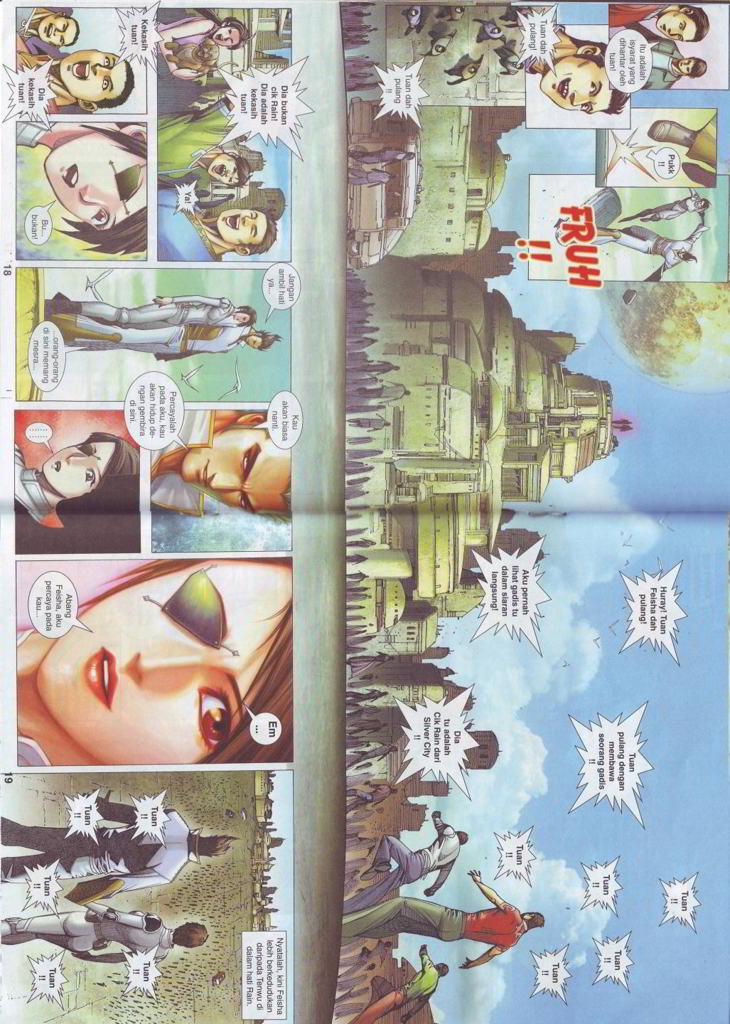 Itu adalah
isyarat yang
dihantar oleh
tuan!
Tuan dah
pulang!
Tuan dah
pulang
!!
Pukk
!!
FRUH
!!
Huray! Tuan
Feisha dah
pulang!
Aku pernah
lihat gadis tu
dalam siaran
langsung!
Tuan
pulang dengan
membawa
seorang gadis
!!
Dia
tu adalah
Cik Rain dari
Silver City
!!
Tuan
!!
Tuan
!!
Tuan
!!
Tuan
!!
Tuan
!!
Dia bukan
cik Rain!
Dia adalah
kekasih
tuan!
Ya!
Kekasih
tuan!
Dia
kekasih
tuan!
Bu...
bukan!
Jangan
ambil hati
ya...
...orang-orang
di sini memang
mesra...
Kau
akan biasa
nanti.
Percayalah
pada aku, kau
akan hidup de-
ngan gembira
di sini.
......
Em
...
Abang
Feisha, aku
percaya pada
kau...
Nyatalah, kini Feisha
lebih berkedudukan
daripada Tenwu di
dalam hati Rain.
Tuan
!!
Tuan
!!
Tuan
!!
Tuan
!!
Tuan
!!
18
19